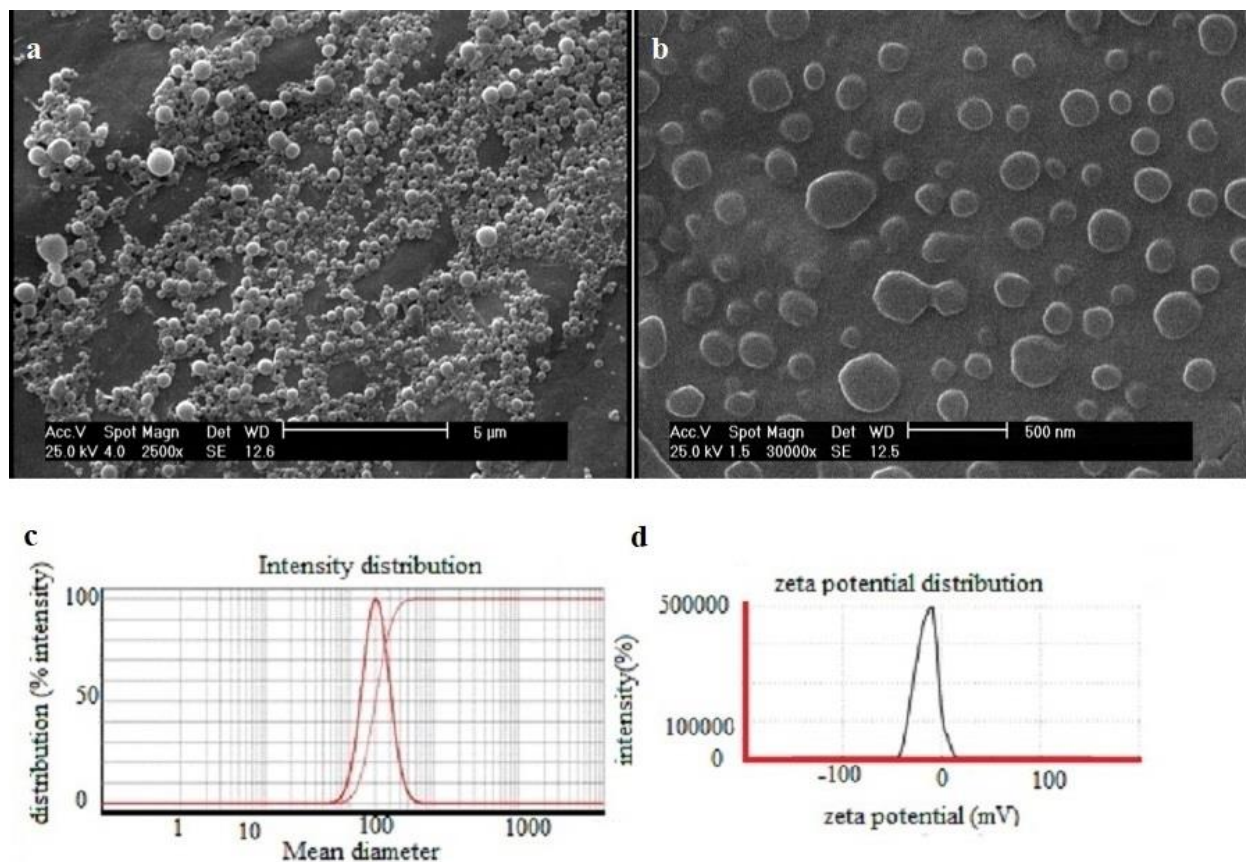 a
Acc.V Spot Magn Det WD
25.0 kV 4.0 2500x SE 12.6
5 µm
b
Acc.V Spot Magn Det WD
25.0 kV 1.5 30000x SE 12.5
500 nm
c
Intensity distribution
distribution (% intensity)
100
50
0
1 10 100 1000
Mean diameter
d
zeta potential distribution
intensity(%)
500000
100000
0
-100 0 100
zeta potential (mV)